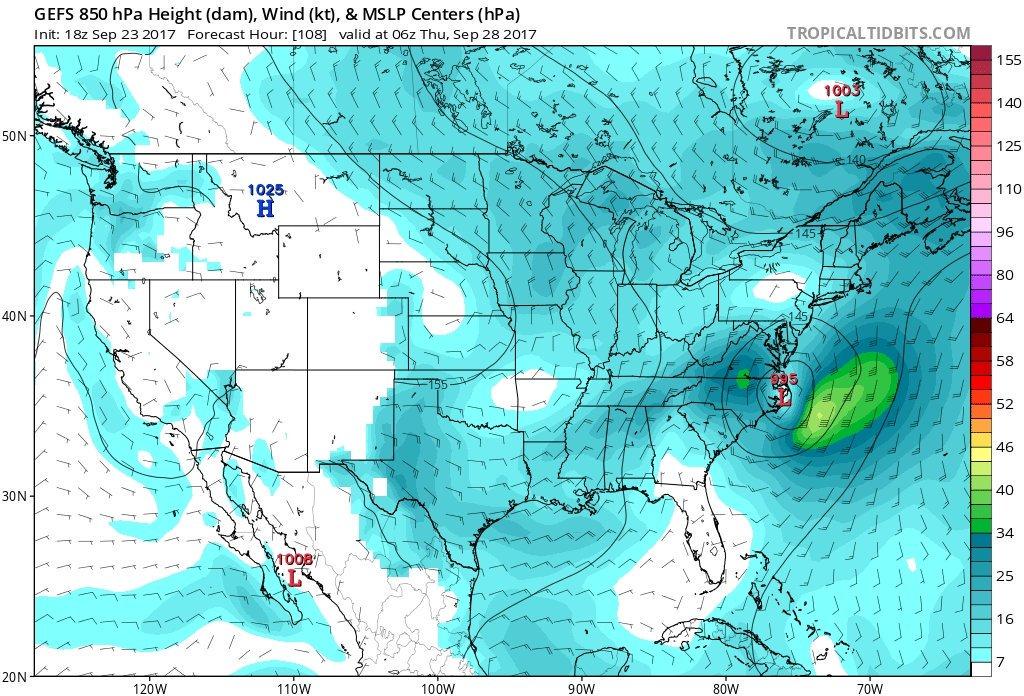 GEFS 850 hPa Height (dam), Wind (kt), & MSLP Centers (hPa)
Init: 18z Sep 23 2017   Forecast Hour: [108]   valid at 06z Thu, Sep 28 2017
TROPICALTIDBITS.COM
155
1003
L
140
50N
140
125
1025
H
110
145
96
80
40N
145
64
995
L
155
58
52
46
30N
40
34
1008
L
25
16
7
20N
120W
110W
100W
90W
80W
70W